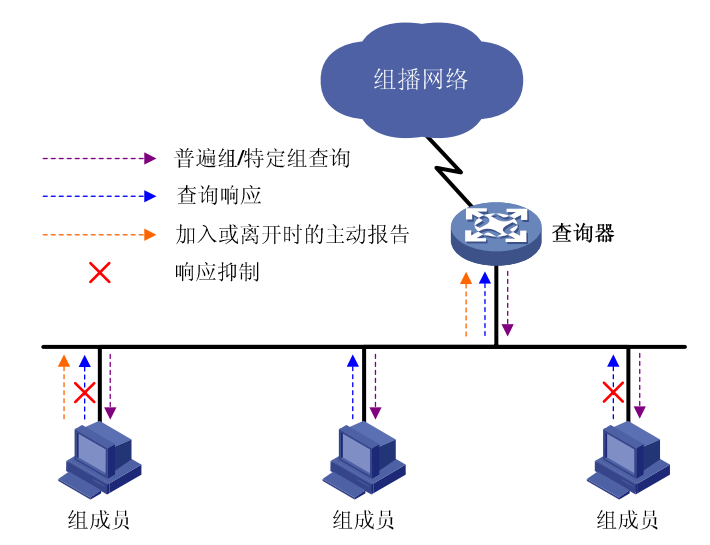 组播网络
普遍组/特定组查询
查询响应
加入或离开时的主动报告
查询器
响应抑制
组成员
组成员
组成员